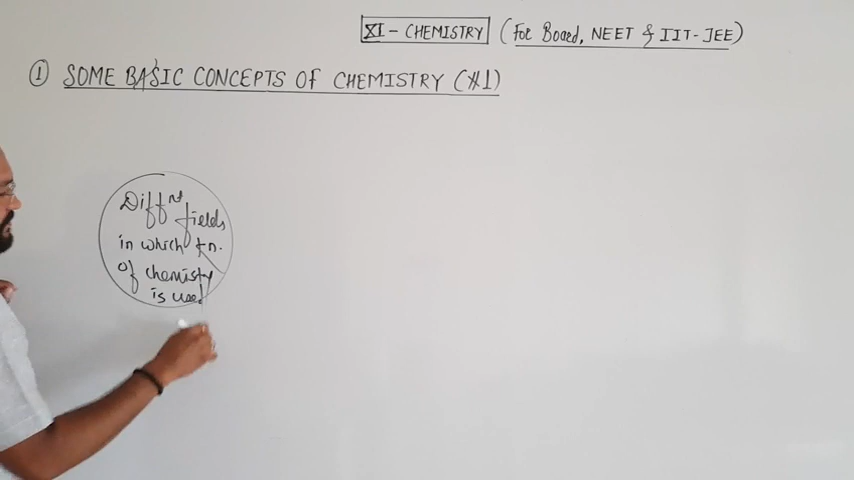 XI - CHEMISTRY (For Board, NEET & IIT-JEE)
① SOME BASIC CONCEPTS OF CHEMISTRY (#1)
Diffnt fields
in which fn.
of chemisty
is used